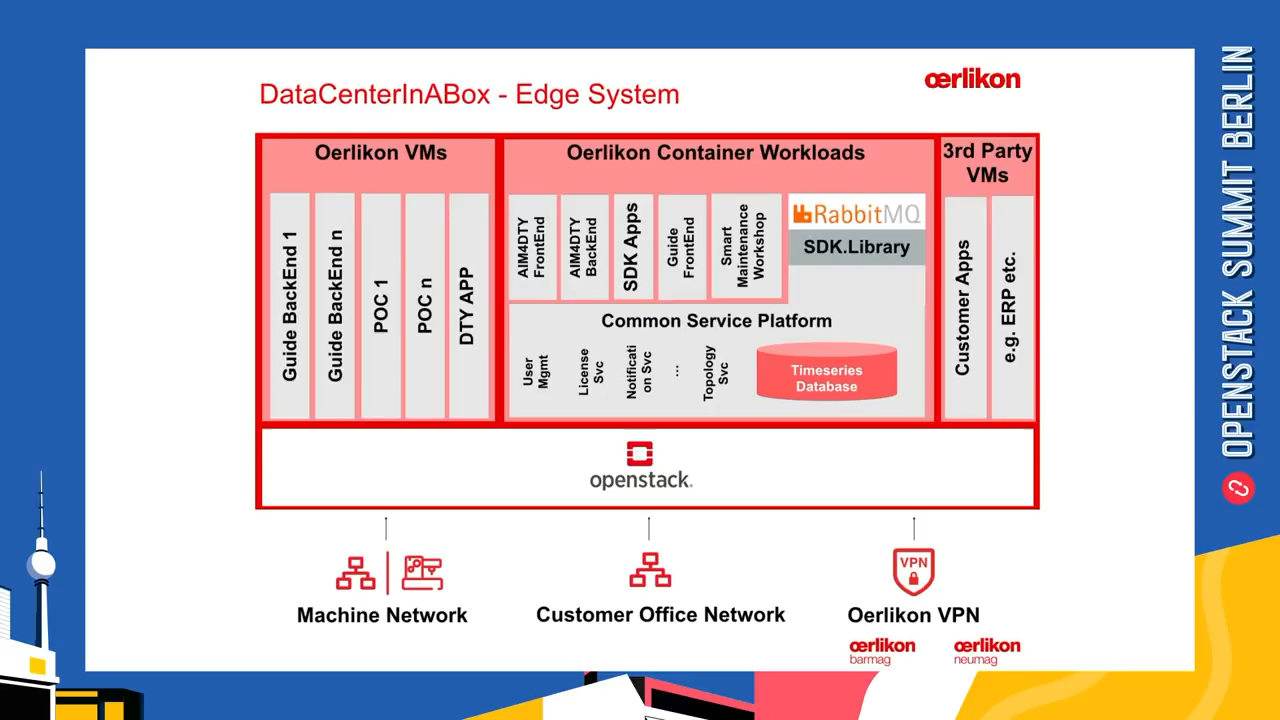 DataCenterInABox - Edge System
œrlikon
Oerlikon VMs
Guide BackEnd 1
Guide BackEnd n
POC 1
POC n
DTY APP
Oerlikon Container Workloads
AIM4DTY
FrontEnd
AIM4DTY
BackEnd
SDK Apps
Guide
FrontEnd
Smart
Maintenance
Workshop
RabbitMQ
SDK.Library
Common Service Platform
User
Mgmt
License
Svc
Notificati
on Svc
...
Topology
Svc
Timeseries
Database
3rd Party
VMs
Customer Apps
e.g. ERP etc.
openstack.
Machine Network
Customer Office Network
VPN
Oerlikon VPN
œrlikon
barmag
œrlikon
neumag
OPENSTACK SUMMIT BERLIN